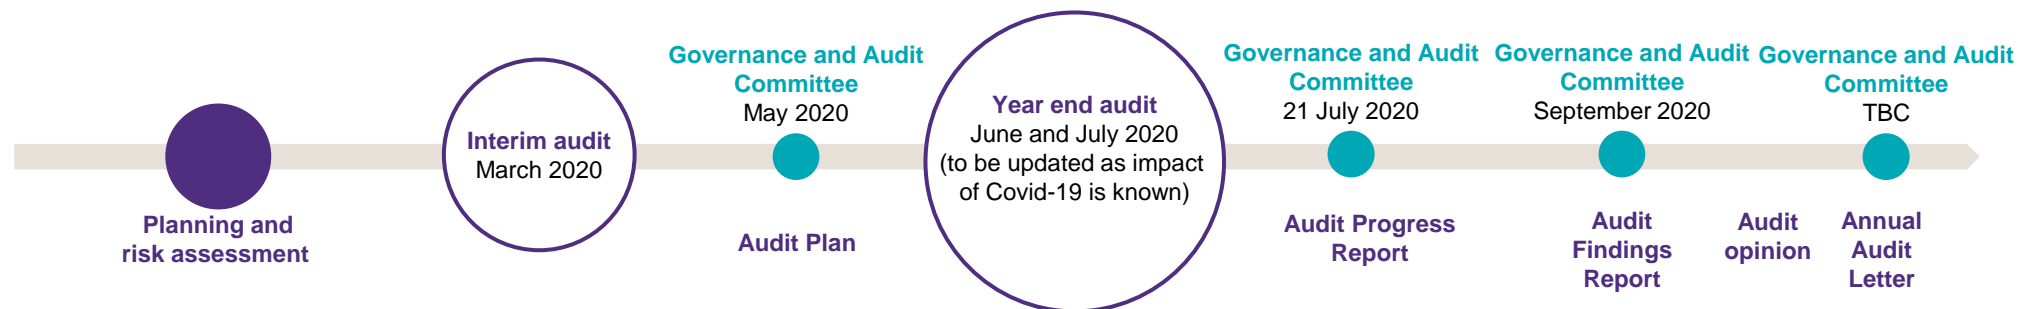 Planning and
risk assessment
Interim audit
March 2020
Governance and Audit
Committee
May 2020
Audit Plan
Year end audit
June and July 2020
(to be updated as impact
of Covid-19 is known)
Governance and Audit
Committee
21 July 2020
Audit Progress
Report
Governance and Audit
Committee
September 2020
Audit
Findings
Report
Audit
opinion
Governance and Audit
Committee
TBC
Annual
Audit
Letter